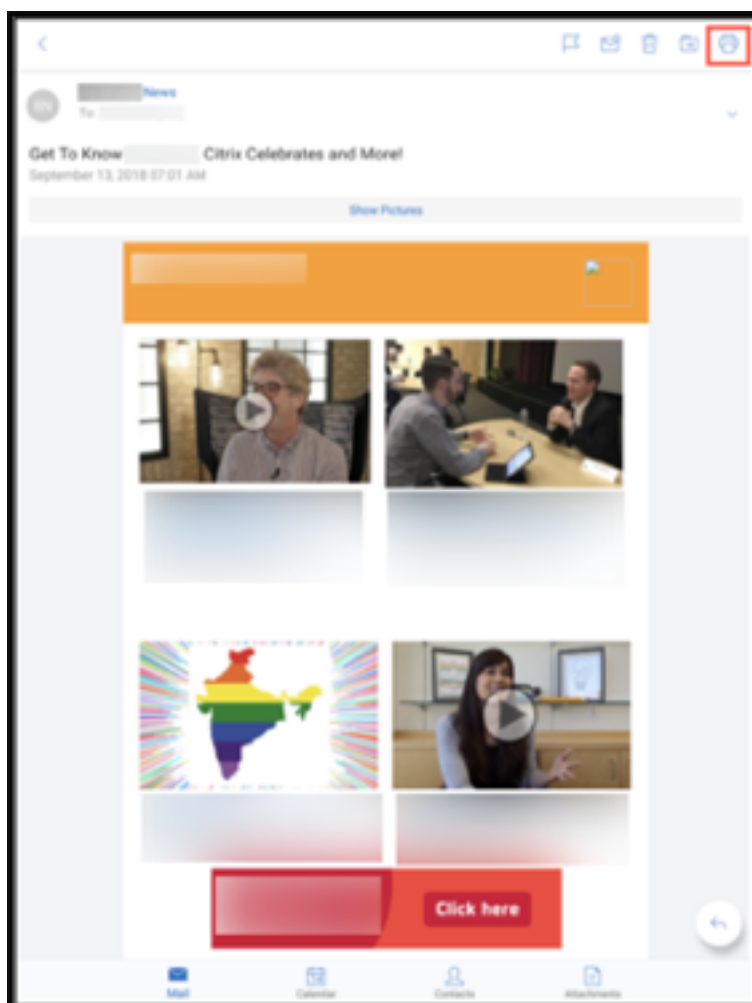 News
To:
Get To Know Citrix Celebrates and More!
September 13, 2018 07:01 AM
Show Pictures
Click here
Mail
Calendar
Contacts
Attachments